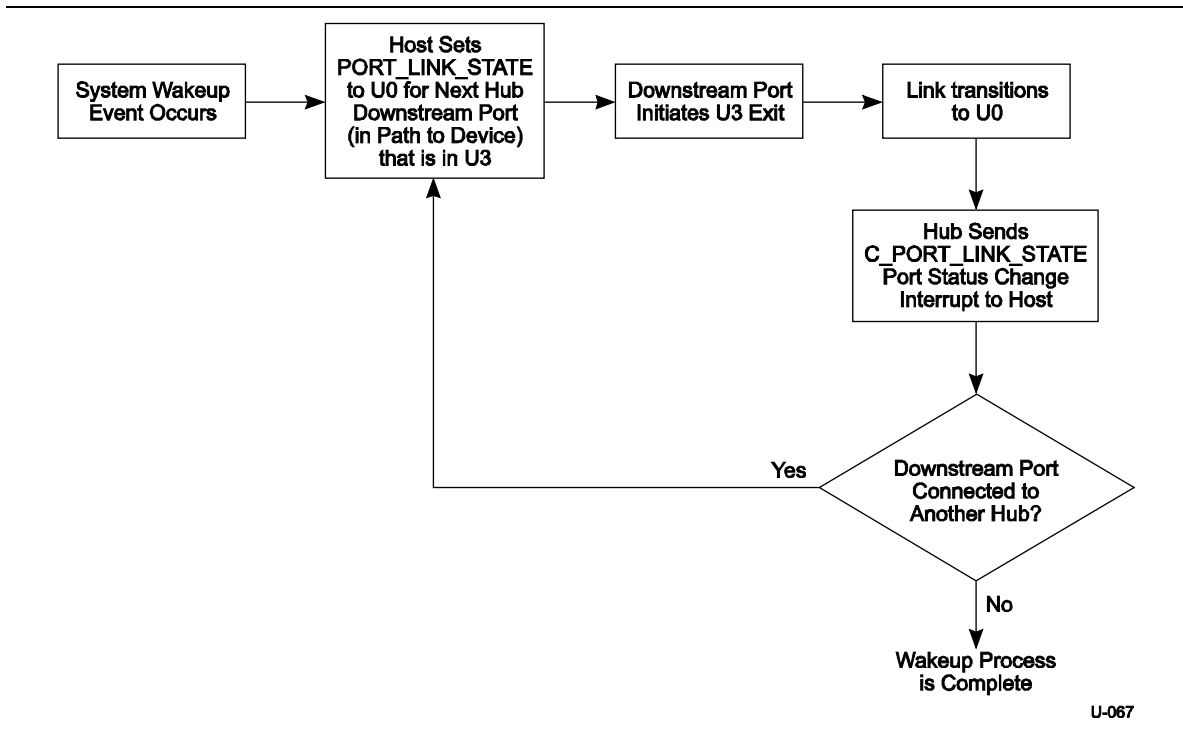 System Wakeup
Event Occurs
Host Sets
PORT_LINK_STATE
to U0 for Next Hub
Downstream Port
(in Path to Device)
that is in U3
Downstream Port
Initiates U3 Exit
Link transitions
to U0
Hub Sends
C_PORT_LINK_STATE
Port Status Change
Interrupt to Host
Downstream Port
Connected to
Another Hub?
Yes
No
Wakeup Process
is Complete
U-067